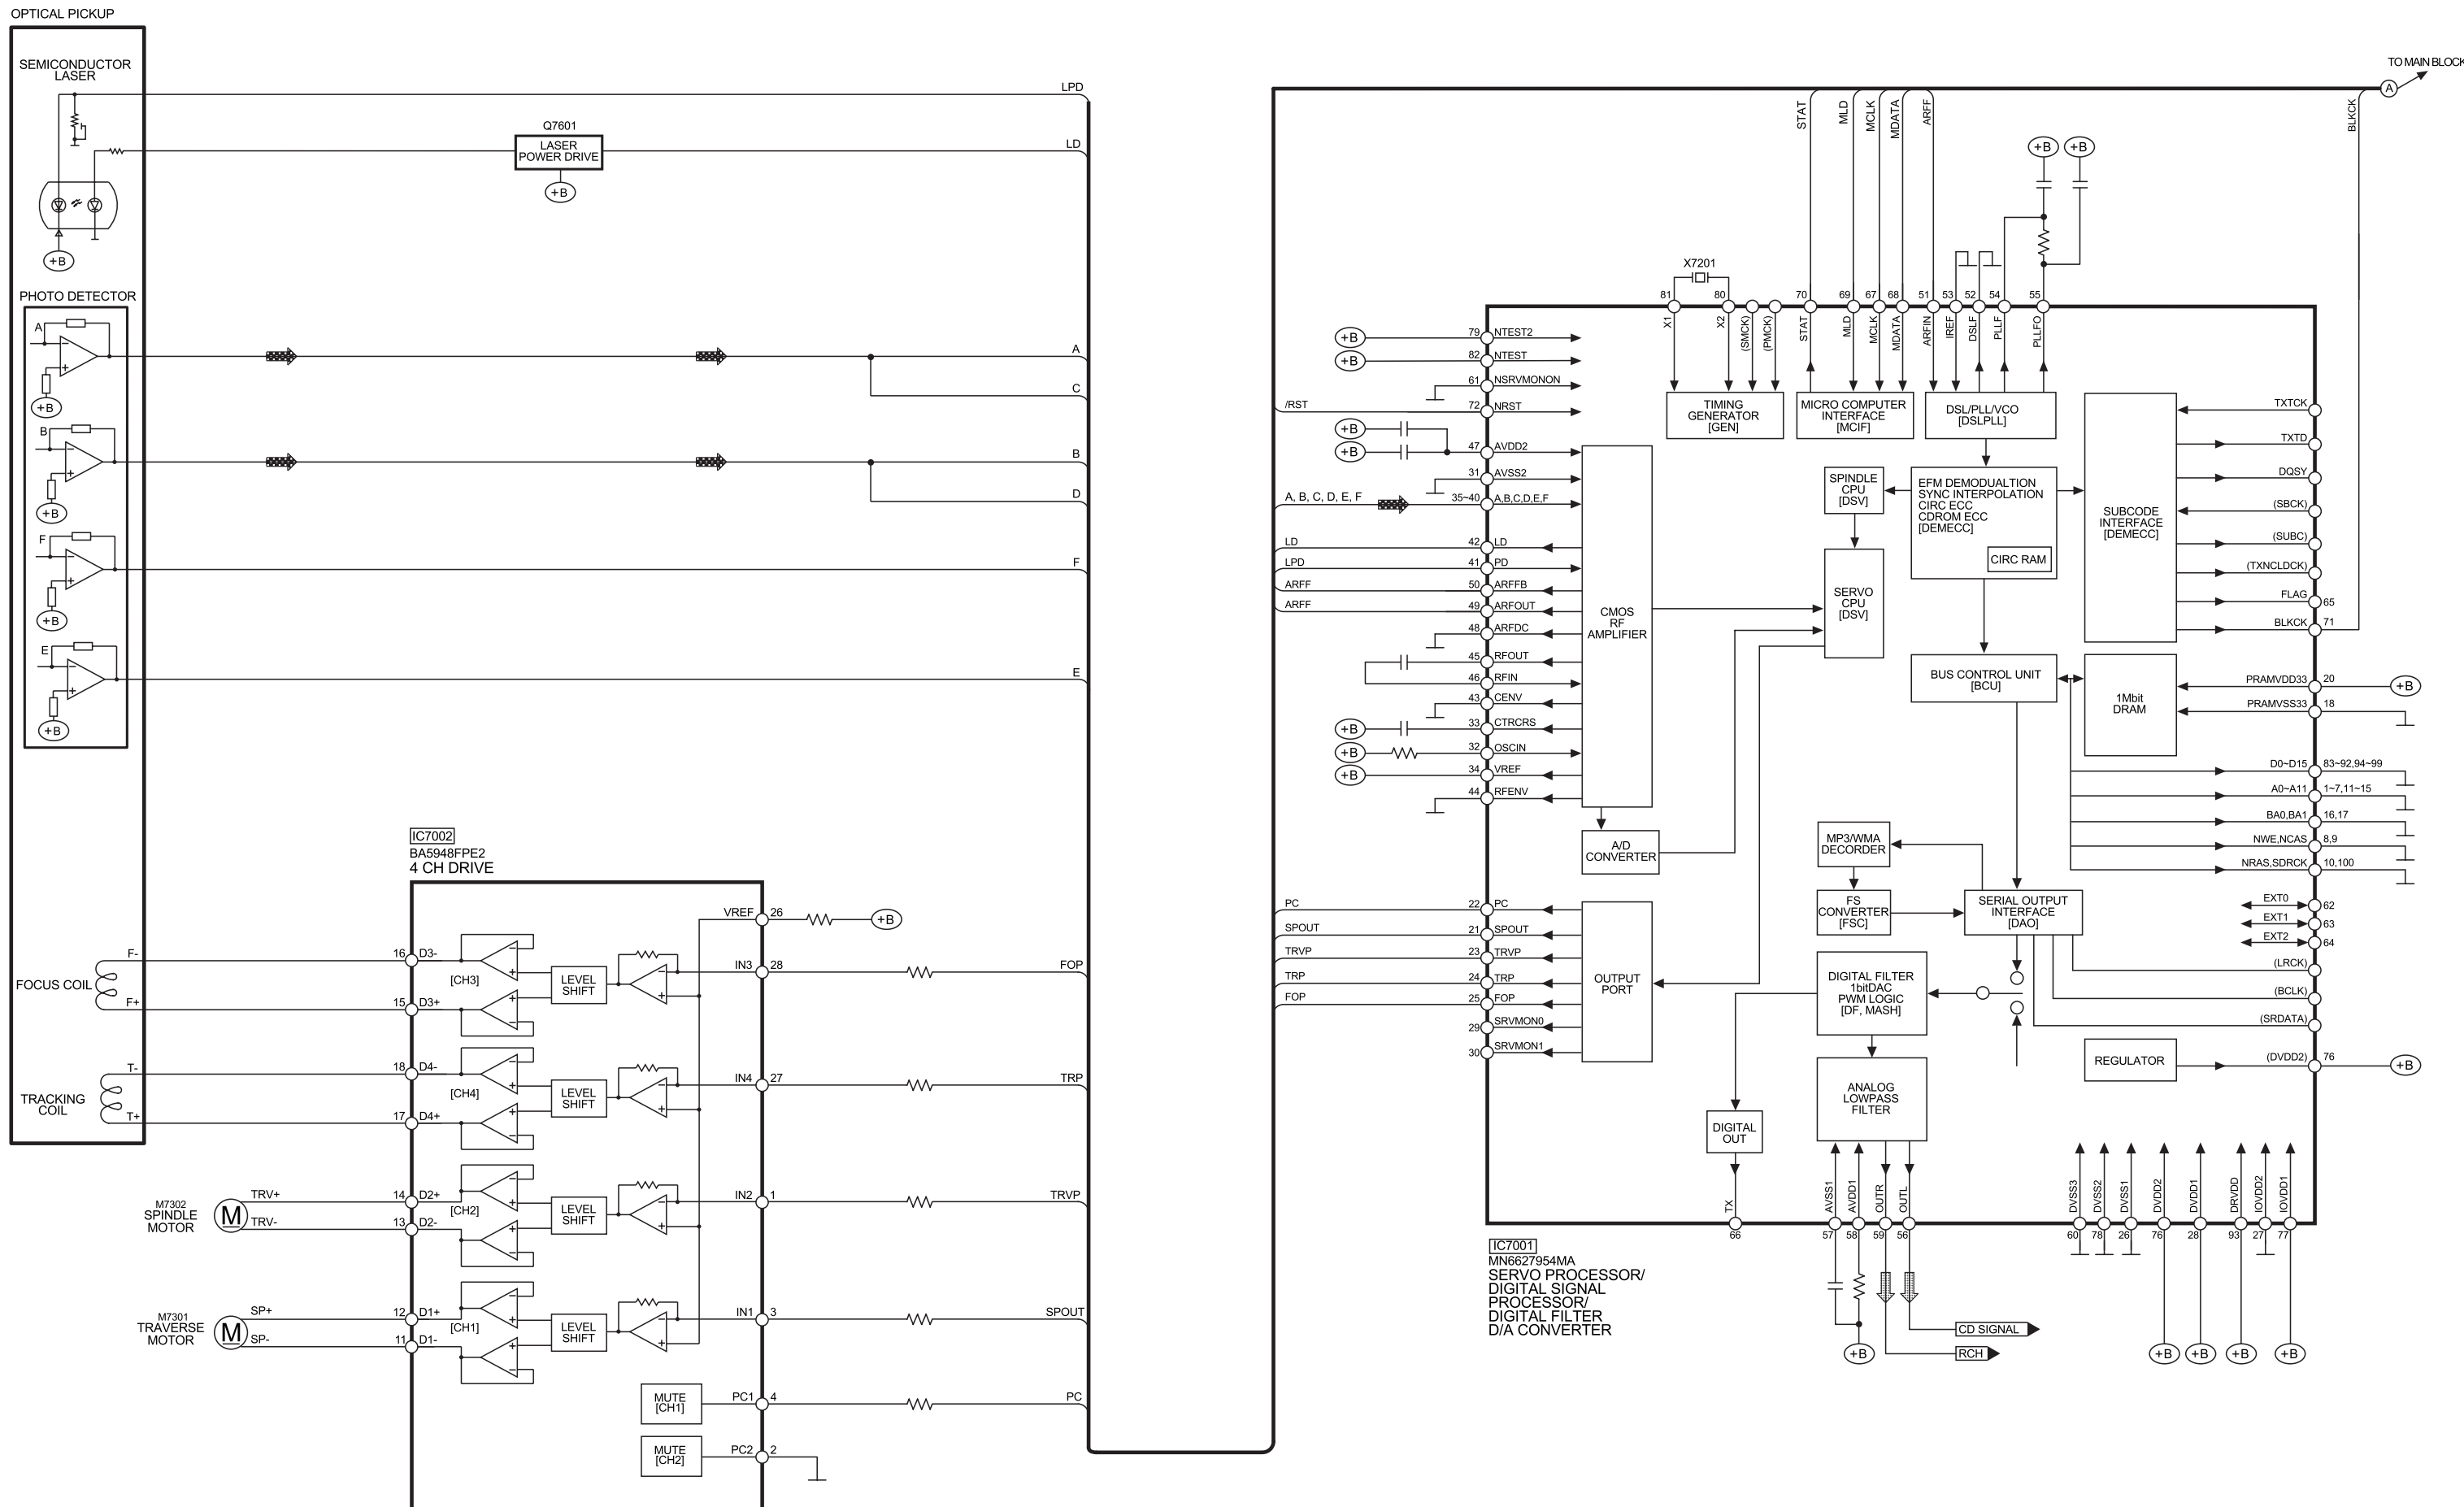 OPTICAL PICKUP
SEMICONDUCTOR
LASER
+B
PHOTO DETECTOR
A
+B
B
+B
F
+B
E
+B
Q7601
LASER
POWER DRIVE
+B
LPD
LD
A
C
B
D
F
E
IC7002
BA5948FPE2
4 CH DRIVE
VREF 26
+B
FOCUS COIL
F-
F+
16 D3-
15 D3+
[CH3]
LEVEL
SHIFT
IN3 28
FOP
TRACKING
COIL
T-
T+
18 D4-
17 D4+
[CH4]
LEVEL
SHIFT
IN4 27
TRP
M7302
SPINDLE
MOTOR
M
TRV+
TRV-
14 D2+
13 D2-
[CH2]
LEVEL
SHIFT
IN2 1
TRVP
M7301
TRAVERSE
MOTOR
M
SP+
SP-
12 D1+
11 D1-
[CH1]
LEVEL
SHIFT
IN1 3
SPOUT
MUTE
[CH1]
PC1 4
PC
MUTE
[CH2]
PC2 2
TO MAIN BLOCK
A
STAT
MLD
MCLK
MDATA
ARFF
BLKCK
+B
+B
X7201
81
80
70
69
67
68
51
53
52
54
55
X1
X2
(SMCK)
(PMCK)
STAT
MLD
MCLK
MDATA
ARFIN
IREF
DSLF
PLLF
PLLFO
+B
79 NTEST2
+B
82 NTEST
61 NSRVMONON
/RST
72 NRST
+B
+B
47 AVDD2
31 AVSS2
A, B, C, D, E, F
35~40 A,B,C,D,E,F
LD
42 LD
LPD
41 PD
ARFF
50 ARFFB
ARFF
49 ARFOUT
48 ARFDC
45 RFOUT
46 RFIN
43 CENV
+B
33 CTRCRS
+B
32 OSCIN
+B
34 VREF
44 RFENV
CMOS
RF
AMPLIFIER
A/D
CONVERTER
PC
22 PC
SPOUT
21 SPOUT
TRVP
23 TRVP
TRP
24 TRP
FOP
25 FOP
29 SRVMON0
30 SRVMON1
OUTPUT
PORT
TIMING
GENERATOR
[GEN]
MICRO COMPUTER
INTERFACE
[MCIF]
DSL/PLL/VCO
[DSLPLL]
SPINDLE
CPU
[DSV]
EFM DEMODUALTION
SYNC INTERPOLATION
CIRC ECC
CDROM ECC
[DEMECC]
CIRC RAM
SERVO
CPU
[DSV]
SUBCODE
INTERFACE
[DEMECC]
BUS CONTROL UNIT
[BCU]
1Mbit
DRAM
MP3/WMA
DECORDER
FS
CONVERTER
[FSC]
SERIAL OUTPUT
INTERFACE
[DAO]
DIGITAL FILTER
1bitDAC
PWM LOGIC
[DF, MASH]
ANALOG
LOWPASS
FILTER
DIGITAL
OUT
REGULATOR
TXTCK
TXTD
DQSY
(SBCK)
(SUBC)
(TXNCLDCK)
FLAG 65
BLKCK 71
PRAMVDD33 20
+B
PRAMVSS33 18
D0~D15 83~92,94~99
A0~A11 1~7,11~15
BA0,BA1 16,17
NWE,NCAS 8,9
NRAS,SDRCK 10,100
EXT0 62
EXT1 63
EXT2 64
(LRCK)
(BCLK)
(SRDATA)
(DVDD2) 76
+B
TX
AVSS1
AVDD1
OUTR
OUTL
DVSS3
DVSS2
DVSS1
DVDD2
DVDD1
DRVDD
IOVDD2
IOVDD1
66
57
58
59
56
60
78
26
76
28
93
27
77
+B
CD SIGNAL
RCH
+B
+B
+B
+B
IC7001
MN6627954MA
SERVO PROCESSOR/
DIGITAL SIGNAL
PROCESSOR/
DIGITAL FILTER
D/A CONVERTER